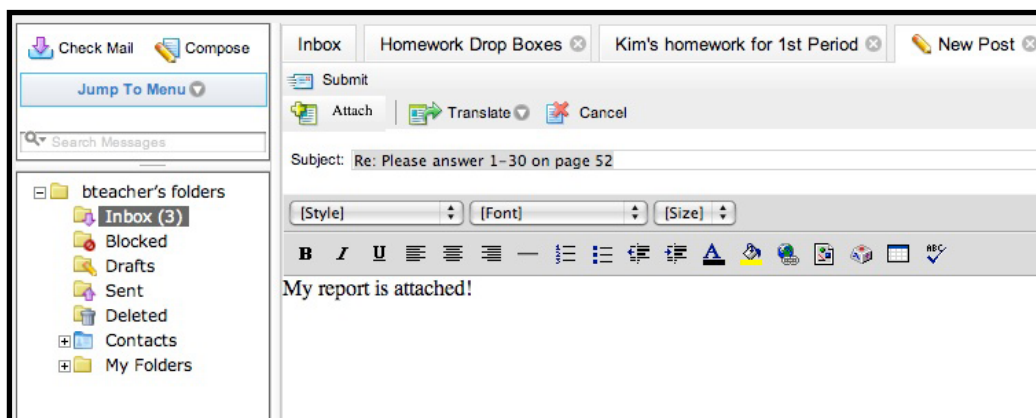 Check Mail Compose
Jump To Menu
Search Messages
bteacher's folders
Inbox (3)
Blocked
Drafts
Sent
Deleted
Contacts
My Folders
Inbox Homework Drop Boxes Kim's homework for 1st Period New Post
Submit
Attach Translate Cancel
Subject: Re: Please answer 1-30 on page 52
[Style] [Font] [Size]
B I U A ABC
My report is attached!